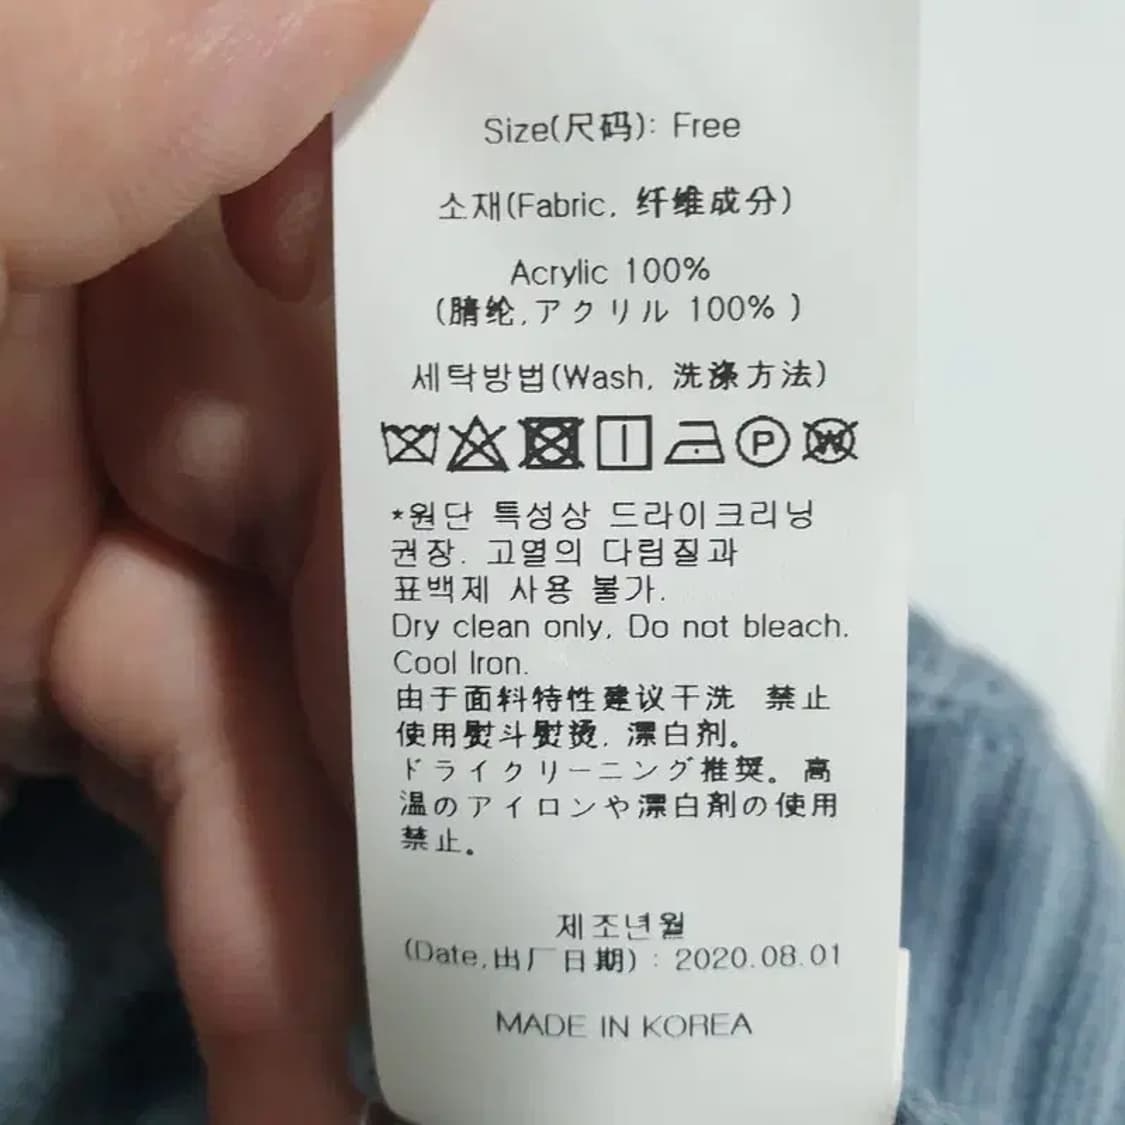 Size(尺码): Free
소재(Fabric, 纤维成分)
Acrylic 100%
(腈纶,アクリル 100% )
세탁방법(Wash, 洗涤方法)
P W
*원단 특성상 드라이크리닝
권장. 고열의 다림질과
표백제 사용 불가.
Dry clean only, Do not bleach.
Cool Iron.
由于面料特性建议干洗 禁止
使用熨斗熨烫, 漂白剂。
ドライクリーニング推奨。高
温のアイロンや漂白剤の使用
禁止。
제조년월
(Date,出厂日期) : 2020.08.01
MADE IN KOREA